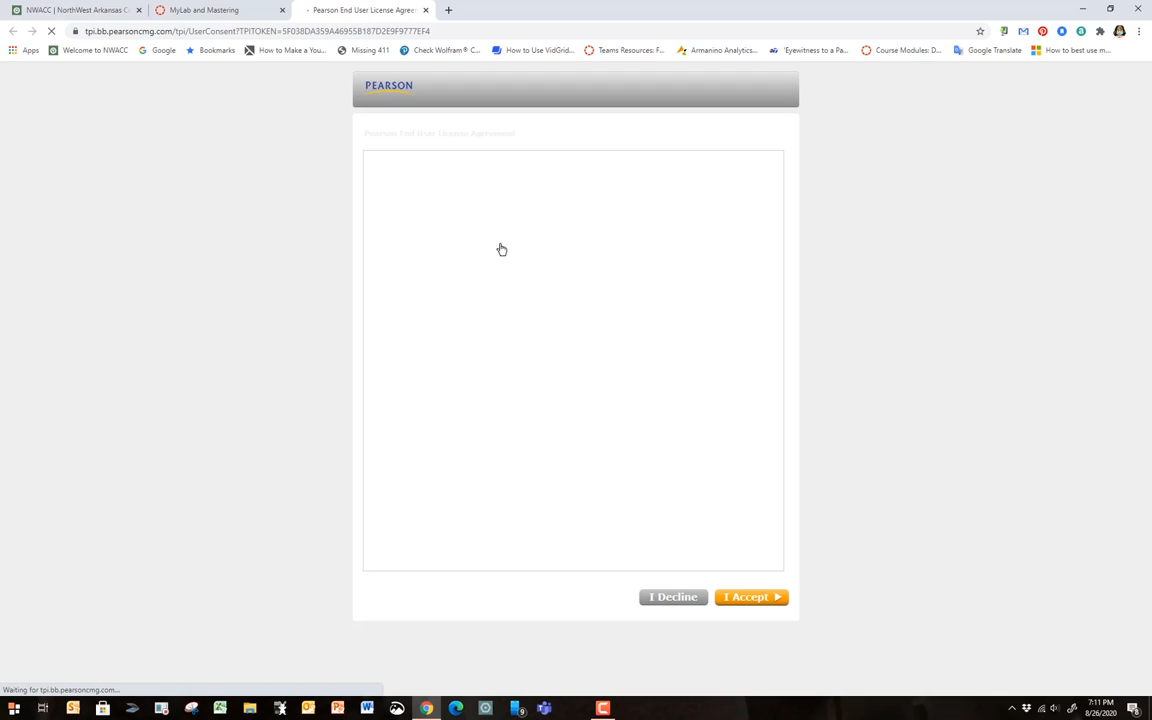 NWACC | NorthWest Arkansas C
MyLab and Mastering
Pearson End User License Agreer
tpi.bb.pearsoncmg.com/tpi/UserConsent?TPITOKEN=5F038DA359A46955B187D2E9F9777EF4
Apps
Welcome to NWACC
Google
Bookmarks
How to Make a You...
Missing 411
Check Wolfram® C...
How to Use VidGrid...
Teams Resources: F...
Armanino Analytics...
'Eyewitness to a Pa...
Course Modules: D...
Google Translate
How to best use m...
PEARSON
Pearson End User License Agreement
I Decline
I Accept
Waiting for tpi.bb.pearsoncmg.com...
9
7:11 PM
8/26/2020